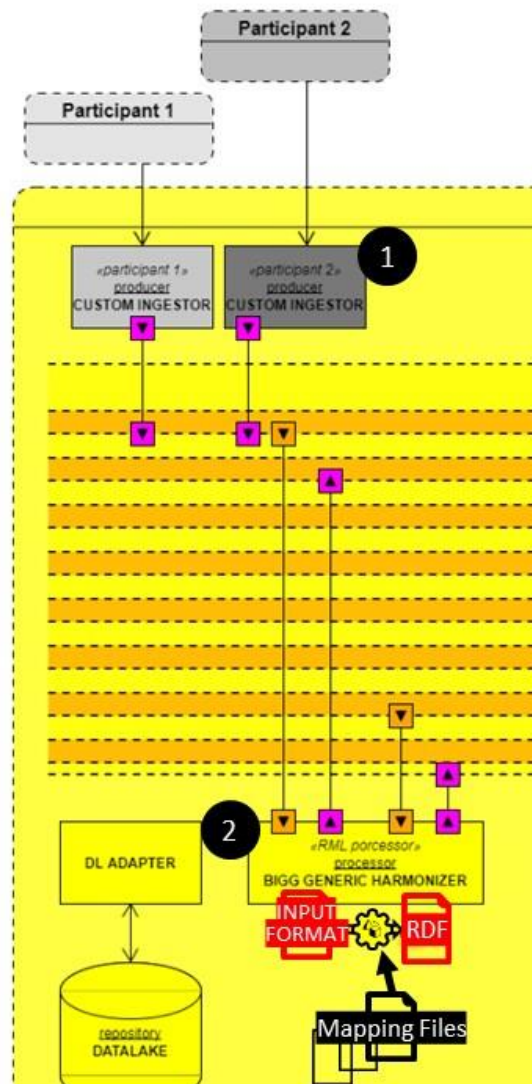 Participant 2
Participant 1
1
«participant 1»
producer
CUSTOM INGESTOR
«participant 2»
producer
CUSTOM INGESTOR
2
DL ADAPTER
«RML porcessor»
processor
BIGG GENERIC HARMONIZER
INPUT
FORMAT
RDF
repository
DATALAKE
Mapping Files